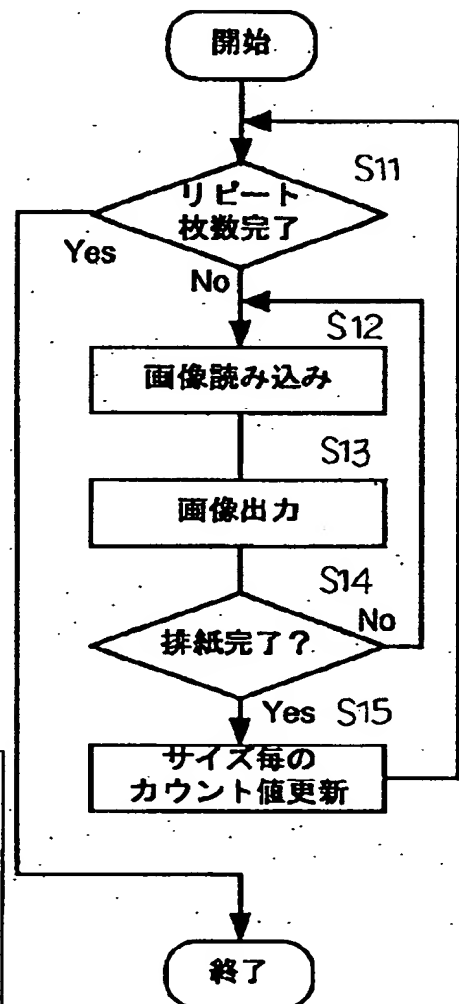 開始
S11
リピート
枚数完了
Yes
No
S12
画像読み込み
S13
画像出力
S14
No
排紙完了？
Yes S15
サイズ毎の
カウント値更新
終了